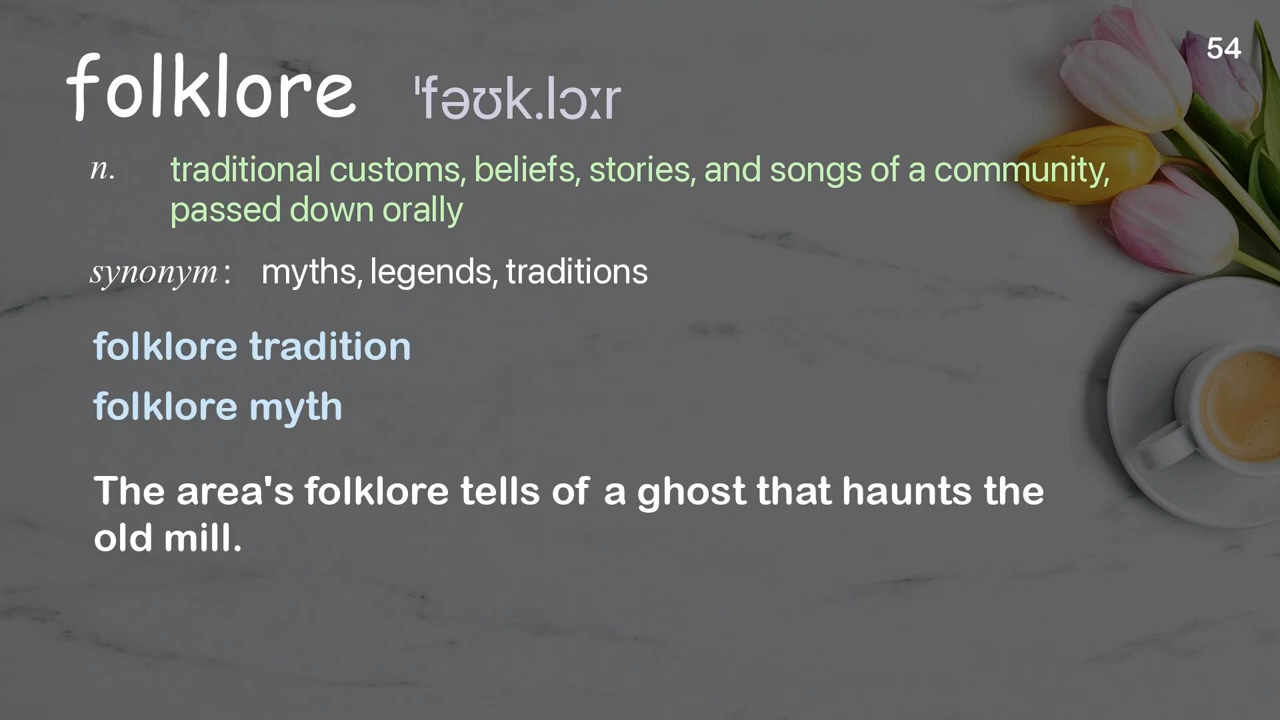 54
folklore ˈfəʊk.lɔːr
n. traditional customs, beliefs, stories, and songs of a community,
passed down orally
synonym: myths, legends, traditions
folklore tradition
folklore myth
The area's folklore tells of a ghost that haunts the
old mill.